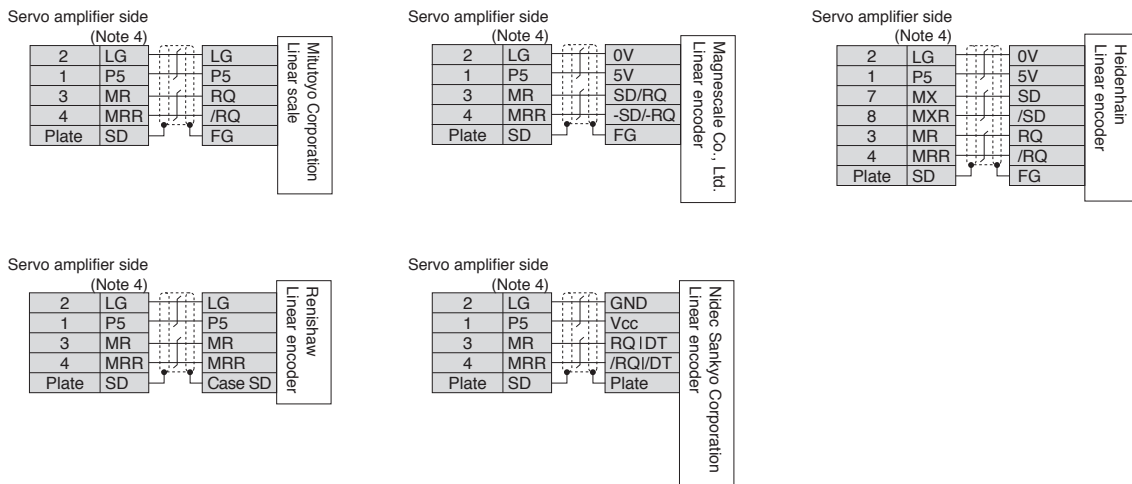 Servo amplifier side
(Note 4)
2 LG LG
1 P5 P5
3 MR RQ
4 MRR /RQ
Plate SD FG
Mitutoyo Corporation
Linear scale
Servo amplifier side
(Note 4)
2 LG 0V
1 P5 5V
3 MR SD/RQ
4 MRR -SD/-RQ
Plate SD FG
Magnescale Co., Ltd.
Linear encoder
Servo amplifier side
(Note 4)
2 LG 0V
1 P5 5V
7 MX SD
8 MXR /SD
3 MR RQ
4 MRR /RQ
Plate SD FG
Heidenhain
Linear encoder
Servo amplifier side
(Note 4)
2 LG LG
1 P5 P5
3 MR MR
4 MRR MRR
Plate SD Case SD
Renishaw
Linear encoder
Servo amplifier side
(Note 4)
2 LG GND
1 P5 Vcc
3 MR RQ|DT
4 MRR /RQ|/DT
Plate SD Plate
Nidec Sankyo Corporation
Linear encoder